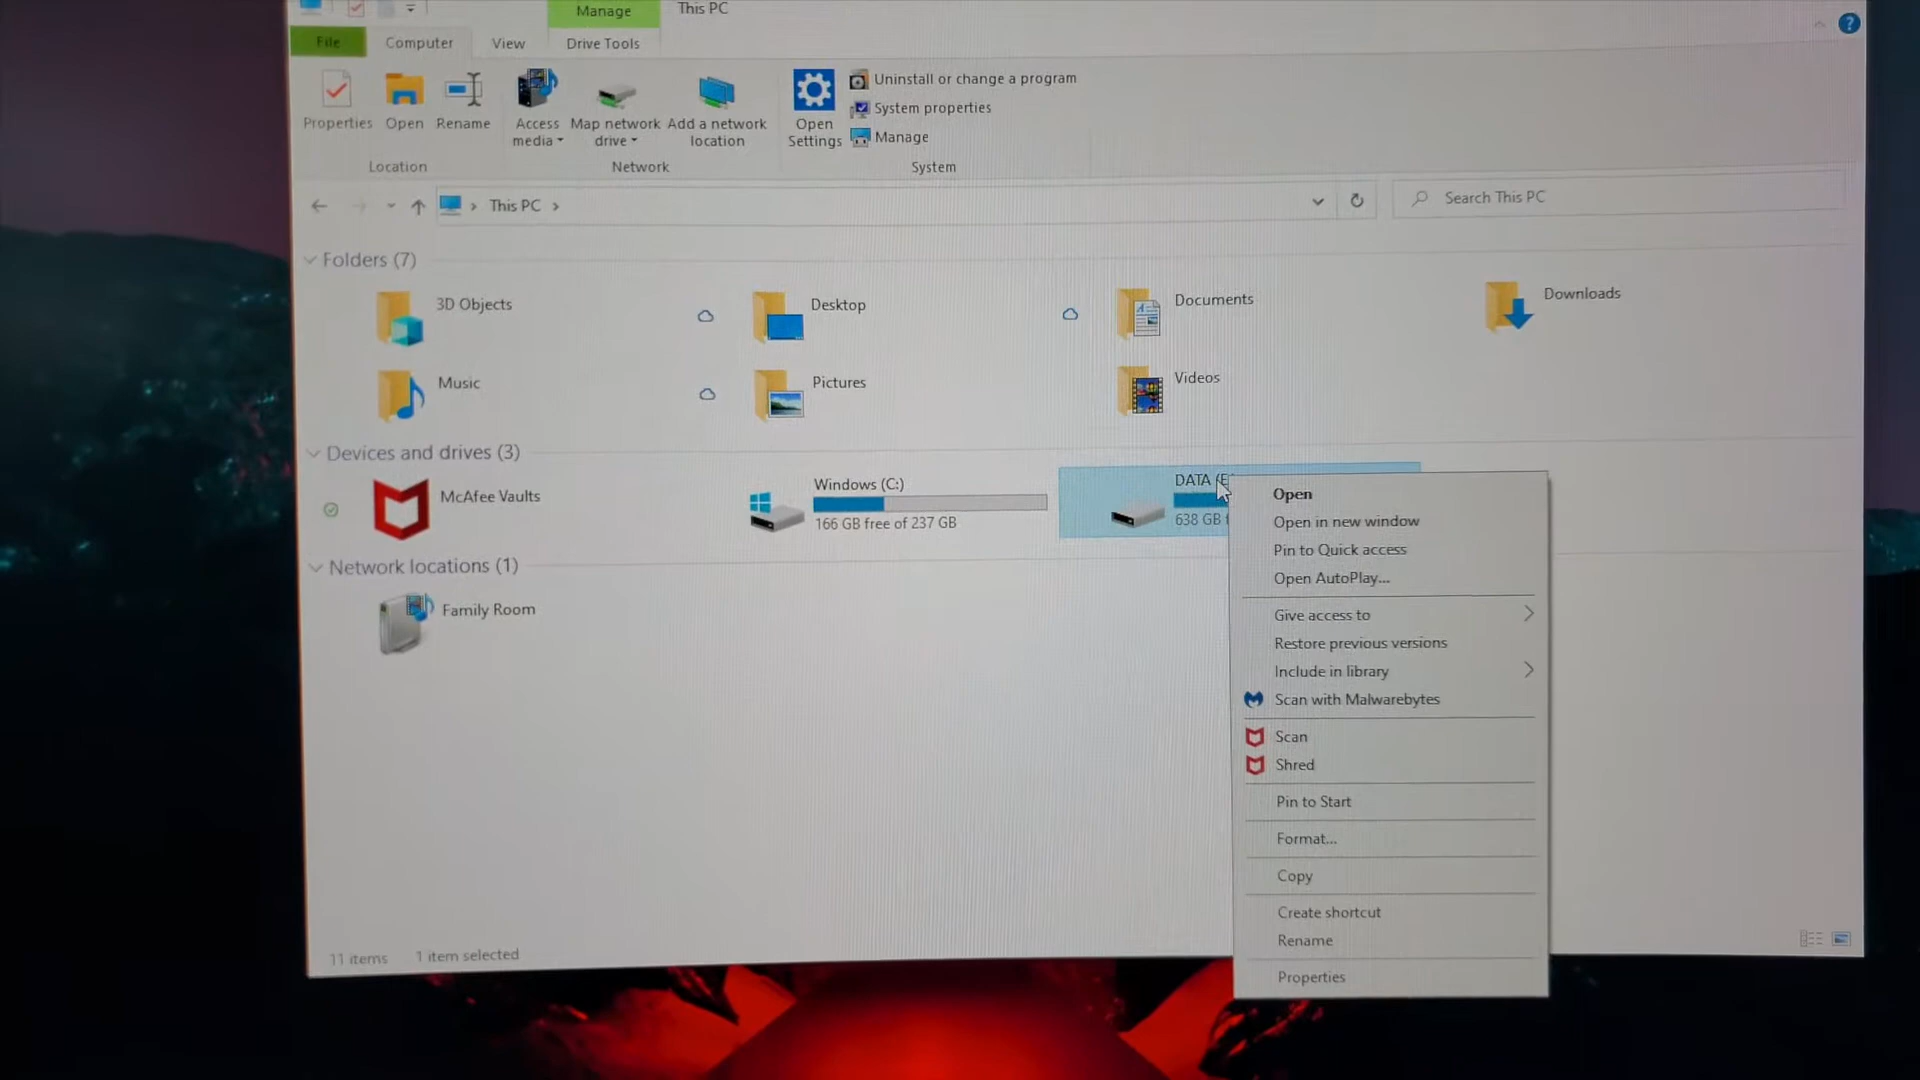 Manage
This PC
File
Computer
View
Drive Tools
Properties
Open
Rename
Access media
Map network drive
Add a network location
Open Settings
Uninstall or change a program
System properties
Manage
Location
Network
System
This PC
Search This PC
Folders (7)
3D Objects
Desktop
Documents
Downloads
Music
Pictures
Videos
Devices and drives (3)
McAfee Vaults
Windows (C:)
166 GB free of 237 GB
DATA
638 GB
Network locations (1)
Family Room
Open
Open in new window
Pin to Quick access
Open AutoPlay...
Give access to
Restore previous versions
Include in library
Scan with Malwarebytes
Scan
Shred
Pin to Start
Format...
Copy
Create shortcut
Rename
Properties
11 items
1 item selected